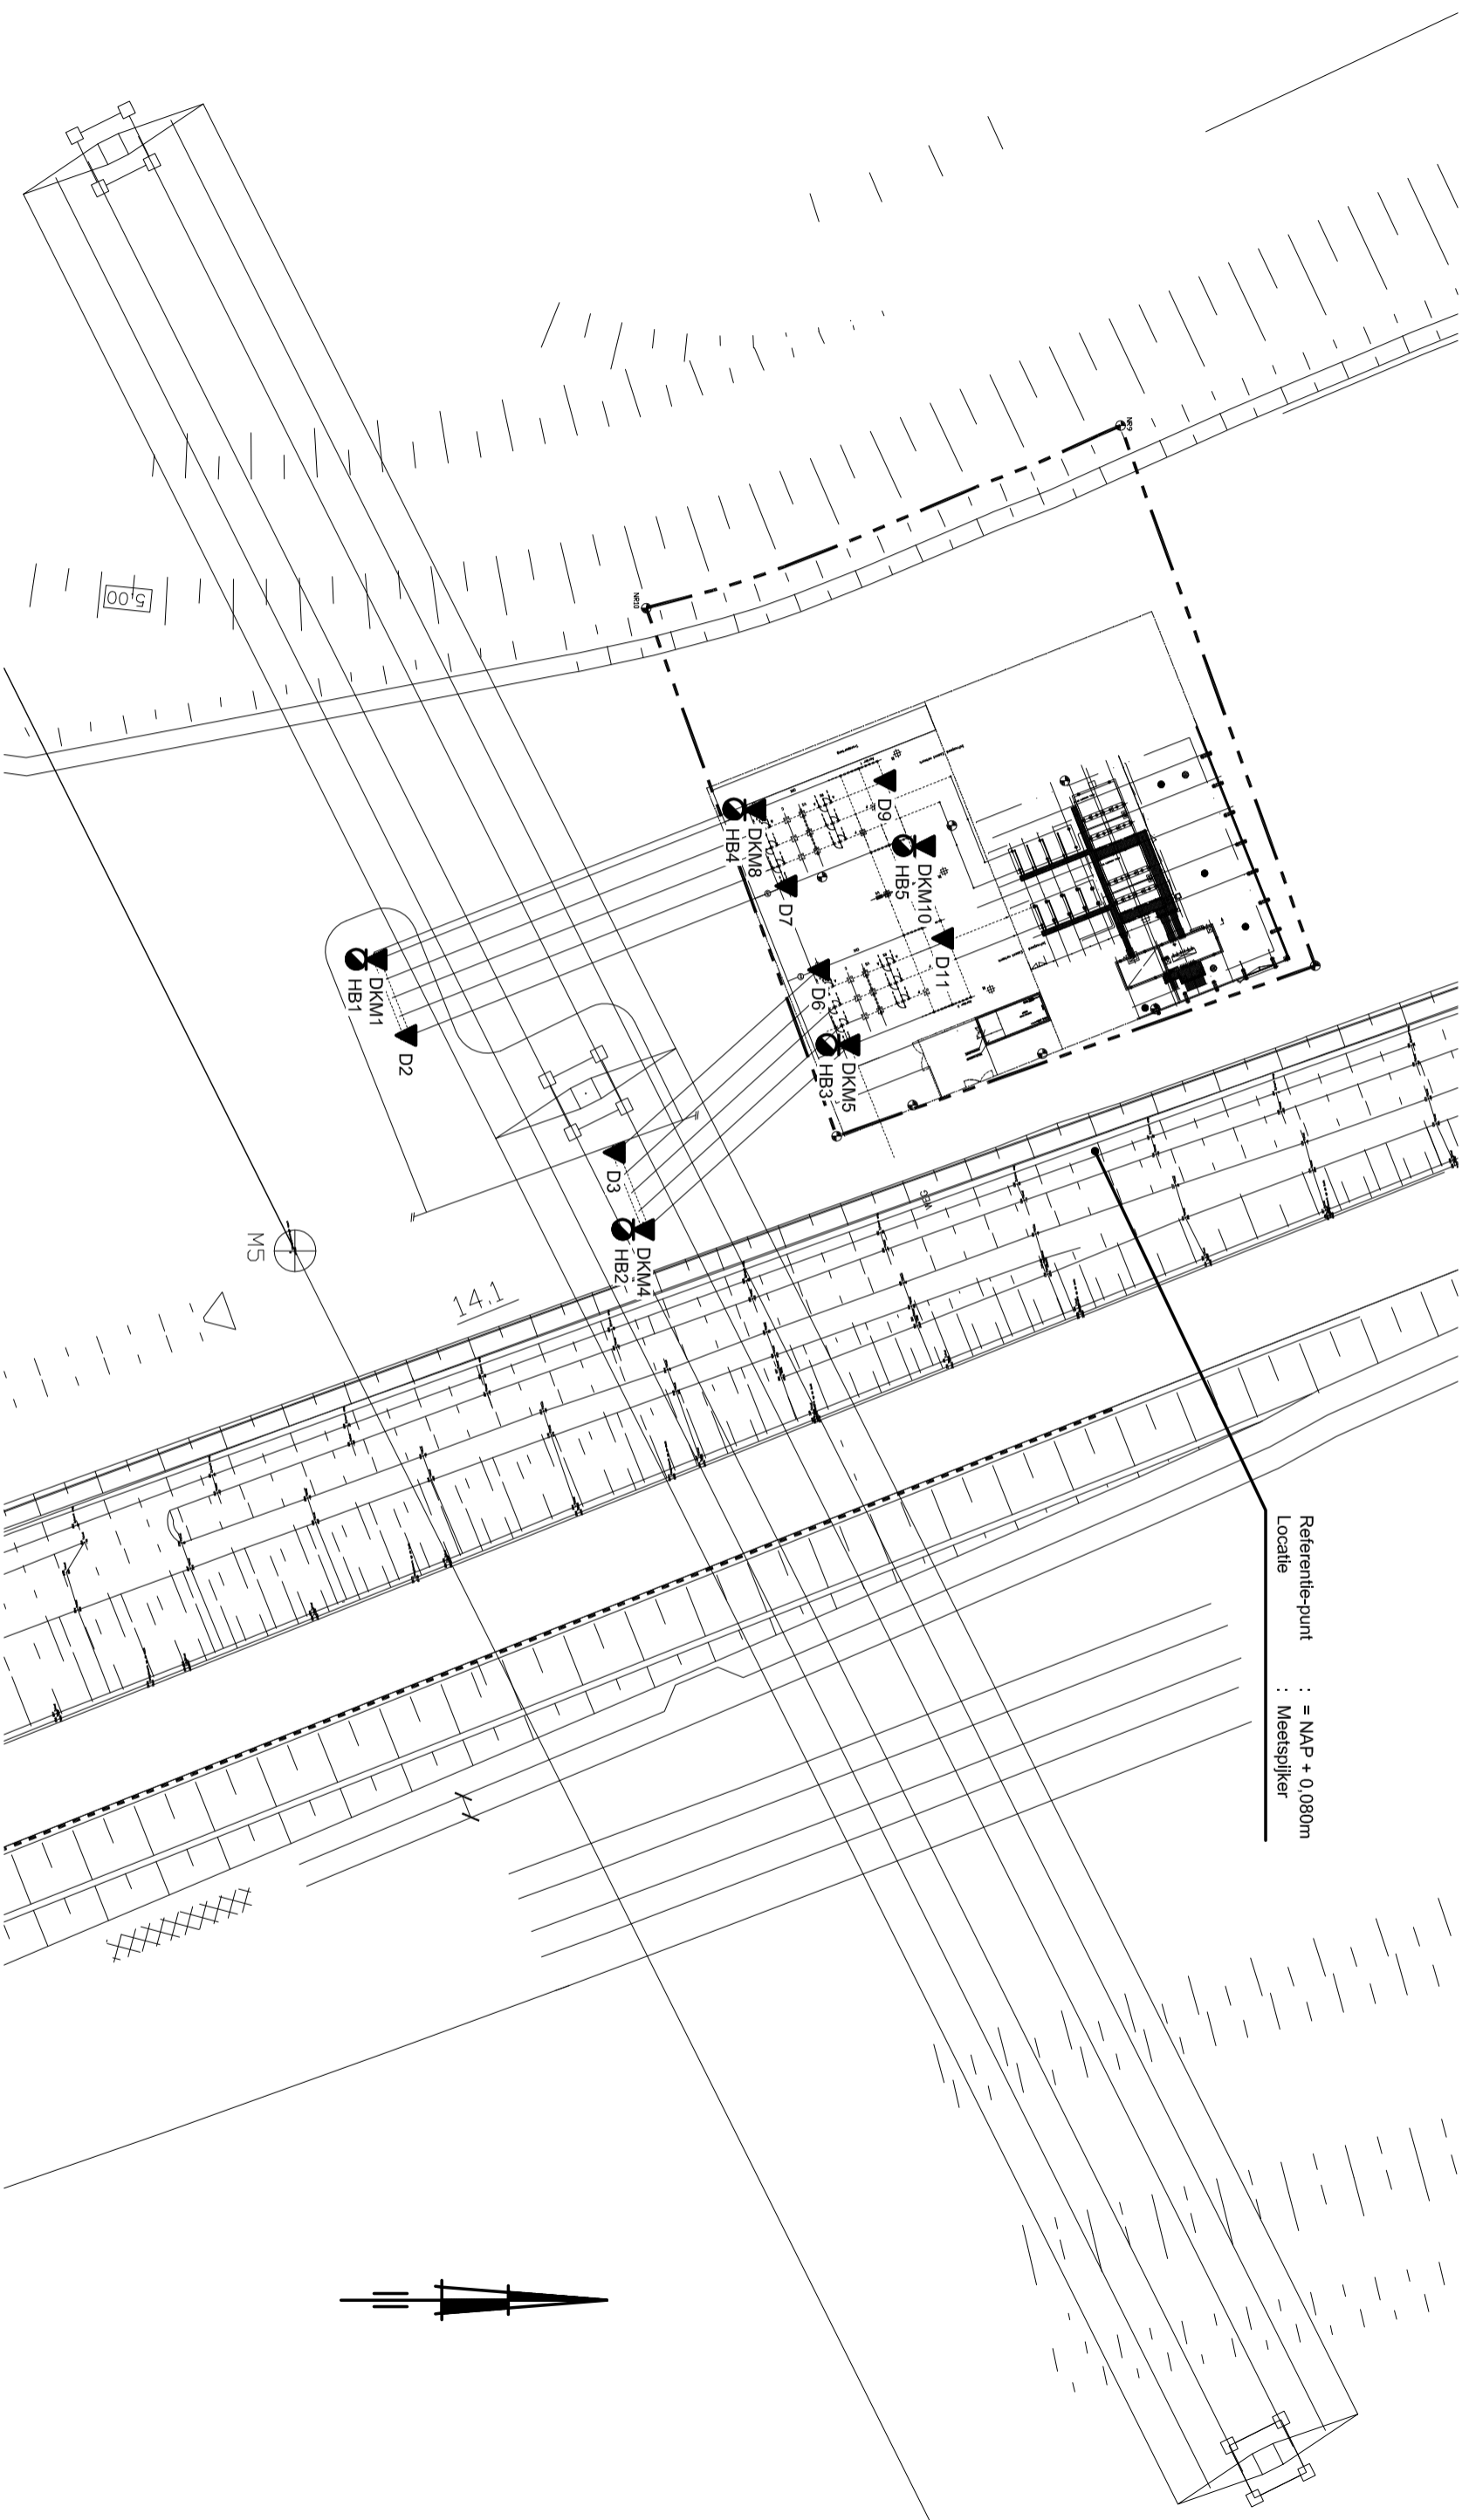 NR9
NR10
5,00
D9
DKM8
HB4
DKM10
HB5
D7
D11
D6
DKM5
HB3
DKM1
HB1
D2
D3
DKM4
HB2
M5
14.1
Referentie-punt : = NAP + 0,080m
Locatie : Meetspijker